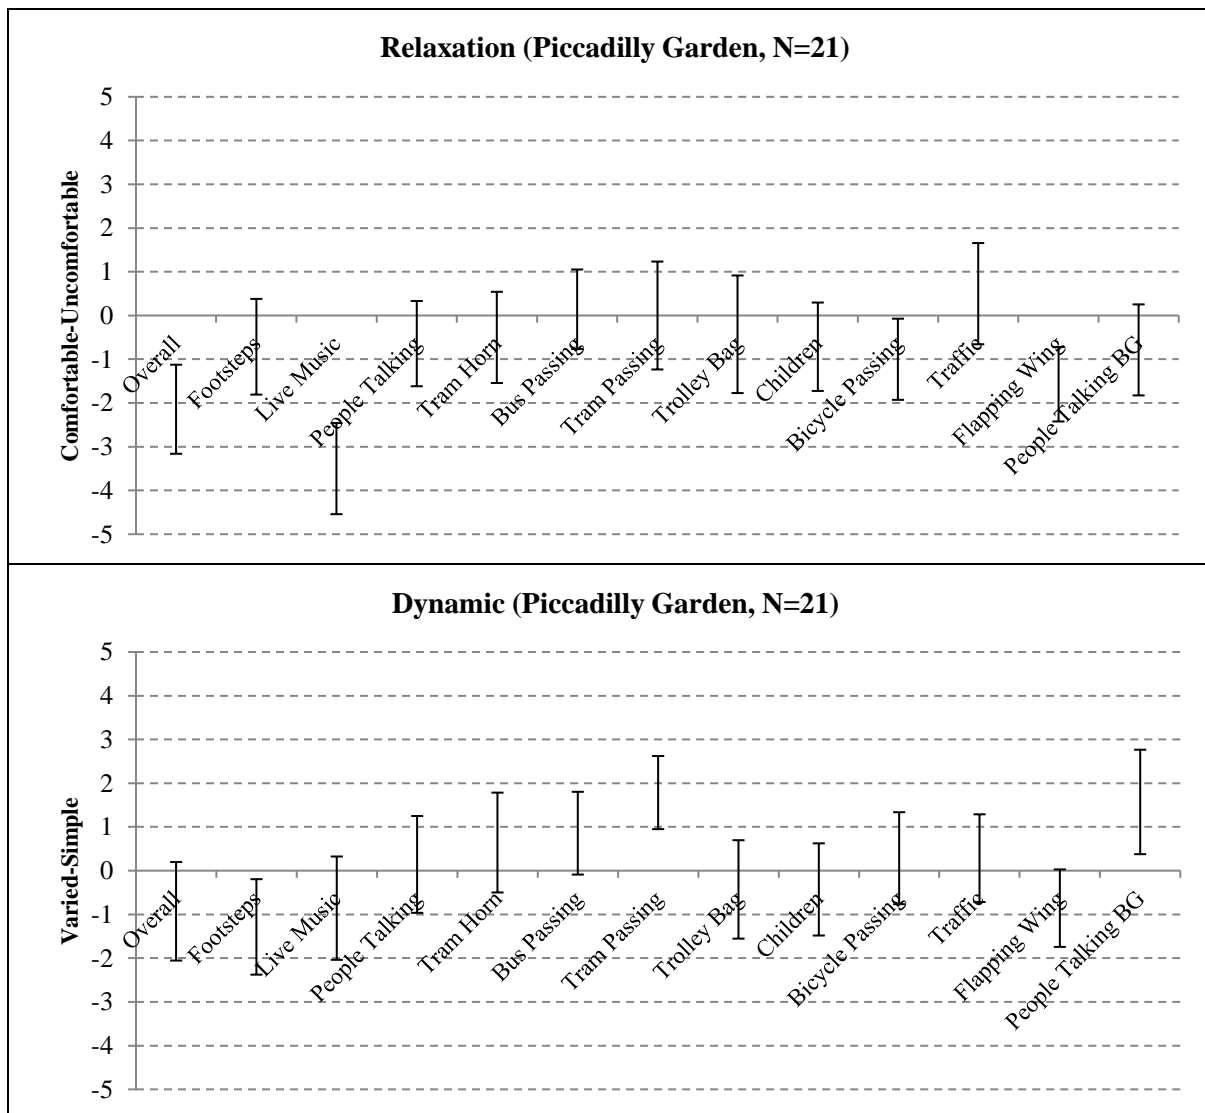 Relaxation (Piccadilly Garden, N=21)
Comfortable-Uncomfortable
5
4
3
2
1
0
-1
-2
-3
-4
-5
Overall
Footsteps
Live Music
People Talking
Tram Horn
Bus Passing
Tram Passing
Trolley Bag
Children
Bicycle Passing
Traffic
Flapping Wing
People Talking BG
Dynamic (Piccadilly Garden, N=21)
Varied-Simple
5
4
3
2
1
0
-1
-2
-3
-4
-5
Overall
Footsteps
Live Music
People Talking
Tram Horn
Bus Passing
Tram Passing
Trolley Bag
Children
Bicycle Passing
Traffic
Flapping Wing
People Talking BG